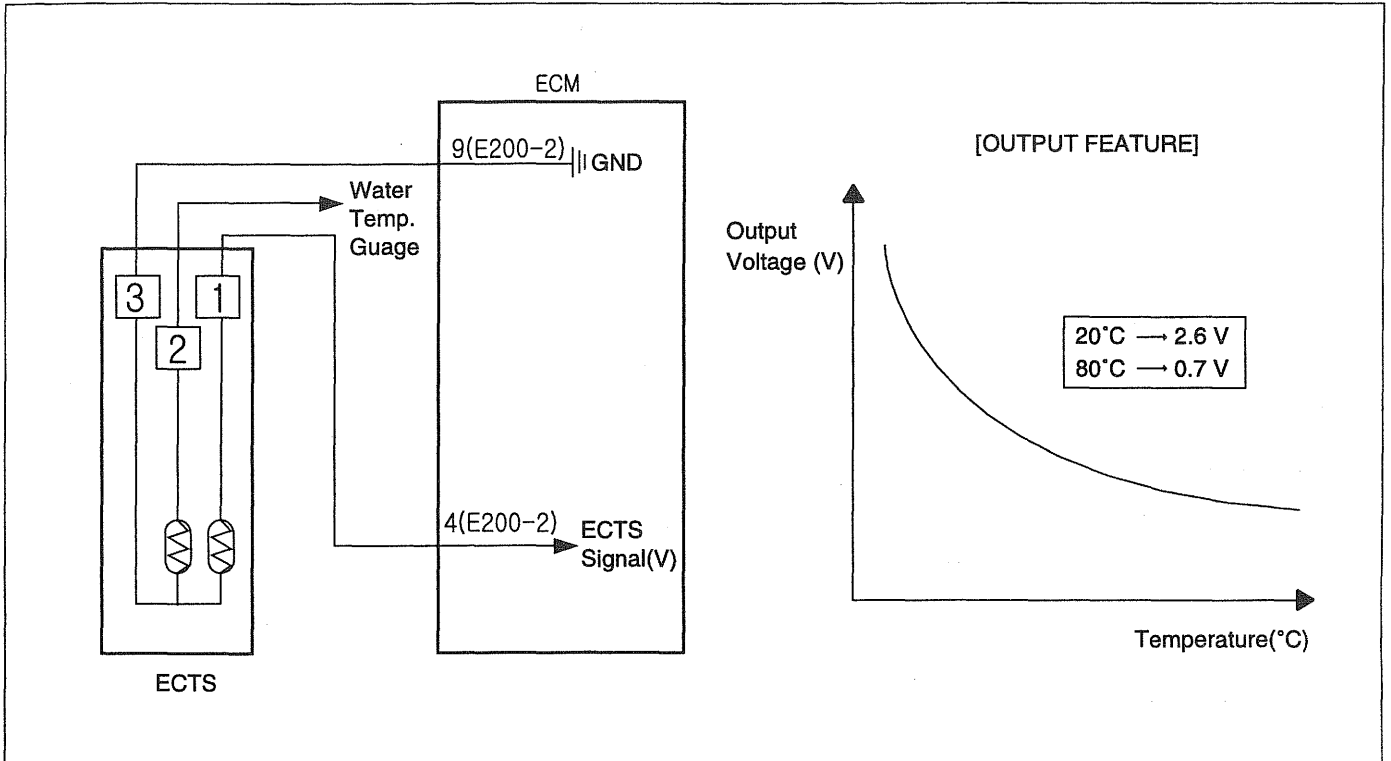 ECM
9(E200-2)
GND
Water
Temp.
Guage
3
1
2
4(E200-2)
ECTS
Signal(V)
ECTS
[OUTPUT FEATURE]
Output
Voltage (V)
20°C → 2.6 V
80°C → 0.7 V
Temperature(°C)